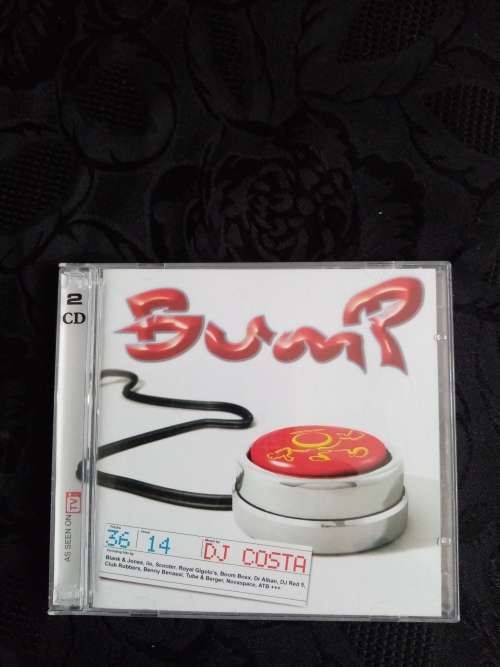 2
CD
Bump
AS SEEN ON TV
36 14 DJ COSTA
Blank & Jones, iio, Scooter, Royal Gigolo's, Boom Boxx, Dr Alban, DJ Red 5,
Club Robbers, Benny Benassi, Tube & Berger, Novaspace, ATB +++